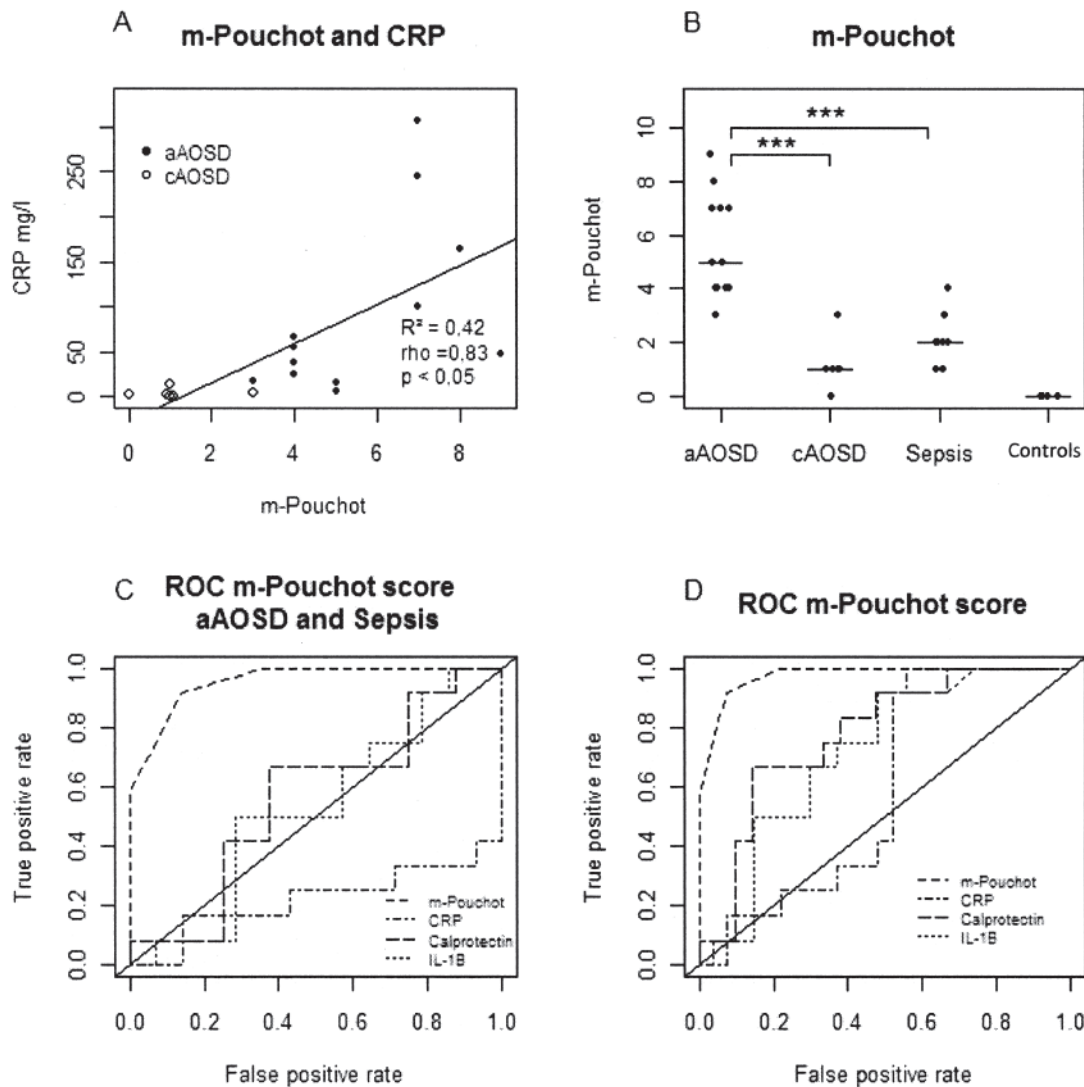 A
m-Pouchot and CRP
CRP mg/l
250
150
50
0
aAOSD
cAOSD
R² = 0,42
rho =0,83
p < 0,05
0 2 4 6 8
m-Pouchot
B
m-Pouchot
m-Pouchot
10
8
6
4
2
0
***
***
aAOSD cAOSD Sepsis Controls
C
ROC m-Pouchot score
aAOSD and Sepsis
True positive rate
1.0
0.8
0.6
0.4
0.2
0.0
m-Pouchot
CRP
Calprotectin
IL-1B
0.0 0.2 0.4 0.6 0.8 1.0
False positive rate
D
ROC m-Pouchot score
True positive rate
1.0
0.8
0.6
0.4
0.2
0.0
m-Pouchot
CRP
Calprotectin
IL-1B
0.0 0.2 0.4 0.6 0.8 1.0
False positive rate